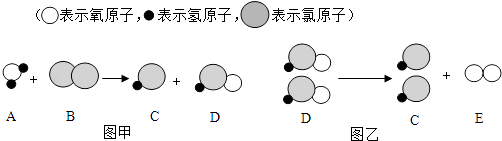 (○表示氧原子,●表示氢原子,○表示氯原子)
+ → + → +
A B C D D C E
图甲 图乙